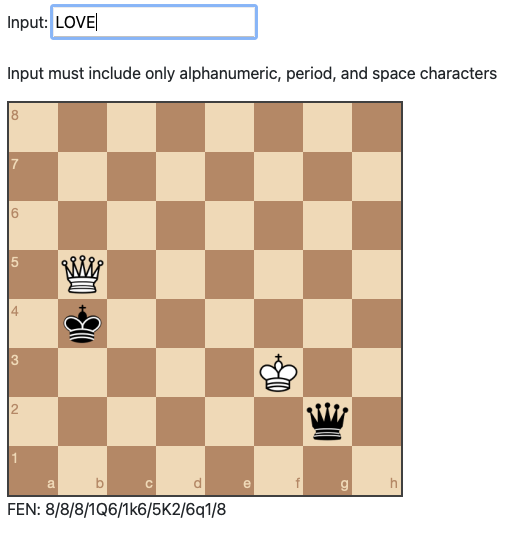 Input: LOVE
Input must include only alphanumeric, period, and space characters
8
7
6
5
4
3
2
1
a b c d e f g h
FEN: 8/8/8/1Q6/1k6/5K2/6q1/8